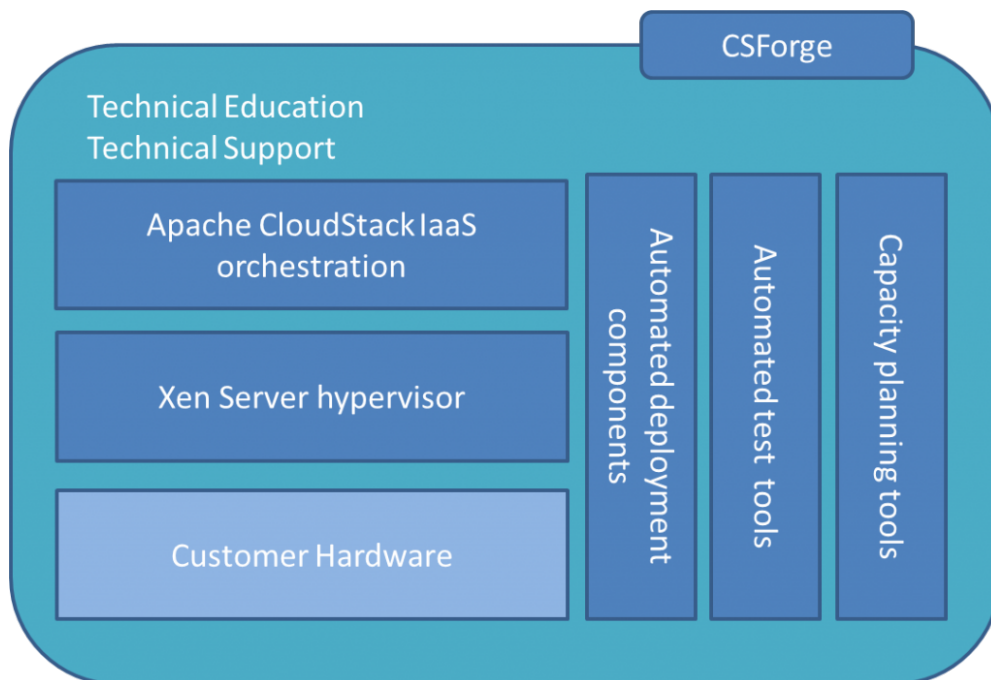 CSForge
Technical Education
Technical Support
Apache CloudStack IaaS
orchestration
Xen Server hypervisor
Customer Hardware
Automated deployment
components
Automated test tools
Capacity planning tools